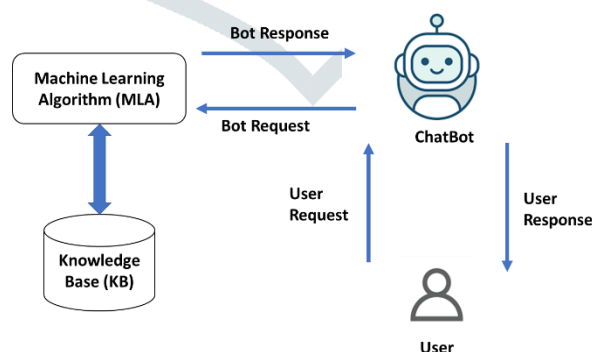 Bot Response
Machine Learning
Algorithm (MLA)
Bot Request
ChatBot
User
Request
User
Response
Knowledge
Base (KB)
User